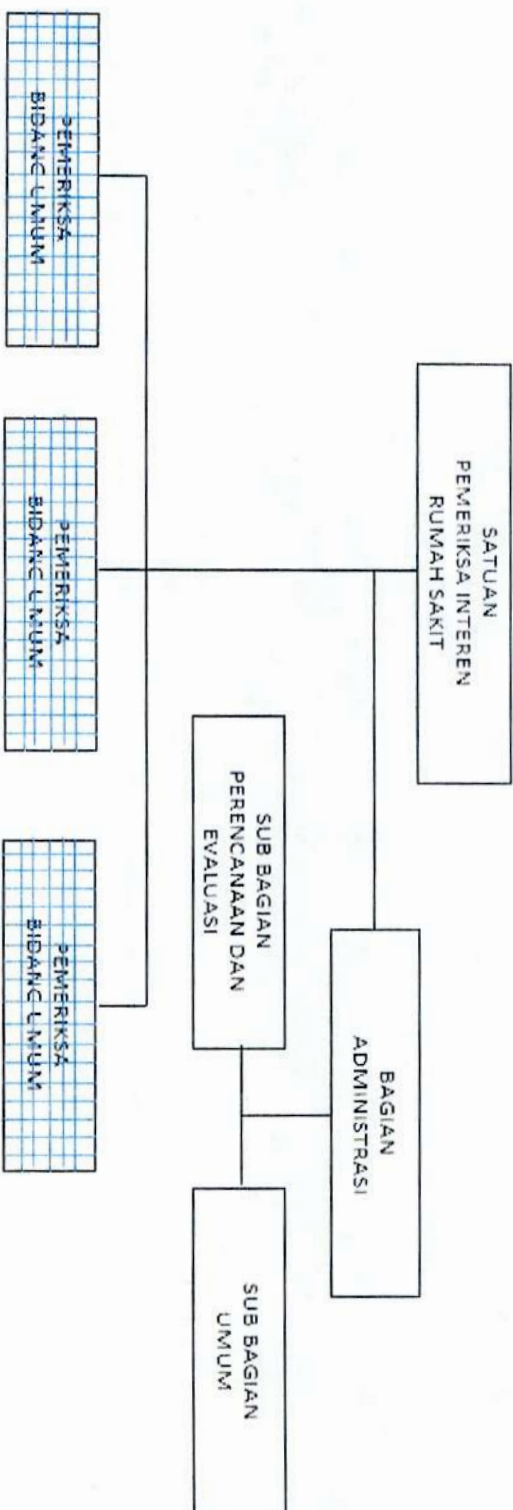 SATUAN
PEMERIKSA INTEREN
RUMAH SAKIT
BAGIAN
ADMINISTRASI
SUB BAGIAN
PERENCANAAN DAN
EVALUASI
SUB BAGIAN
UMUM
PEMERIKSA
BIDANG UMUM
PEMERIKSA
BIDANG UMUM
PEMERIKSA
BIDANG UMUM